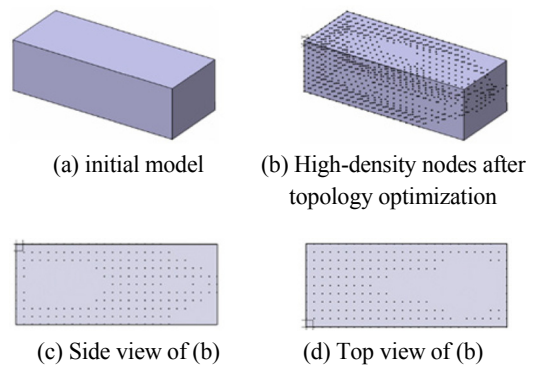 (a) initial model
(b) High-density nodes after
topology optimization
(c) Side view of (b)
(d) Top view of (b)